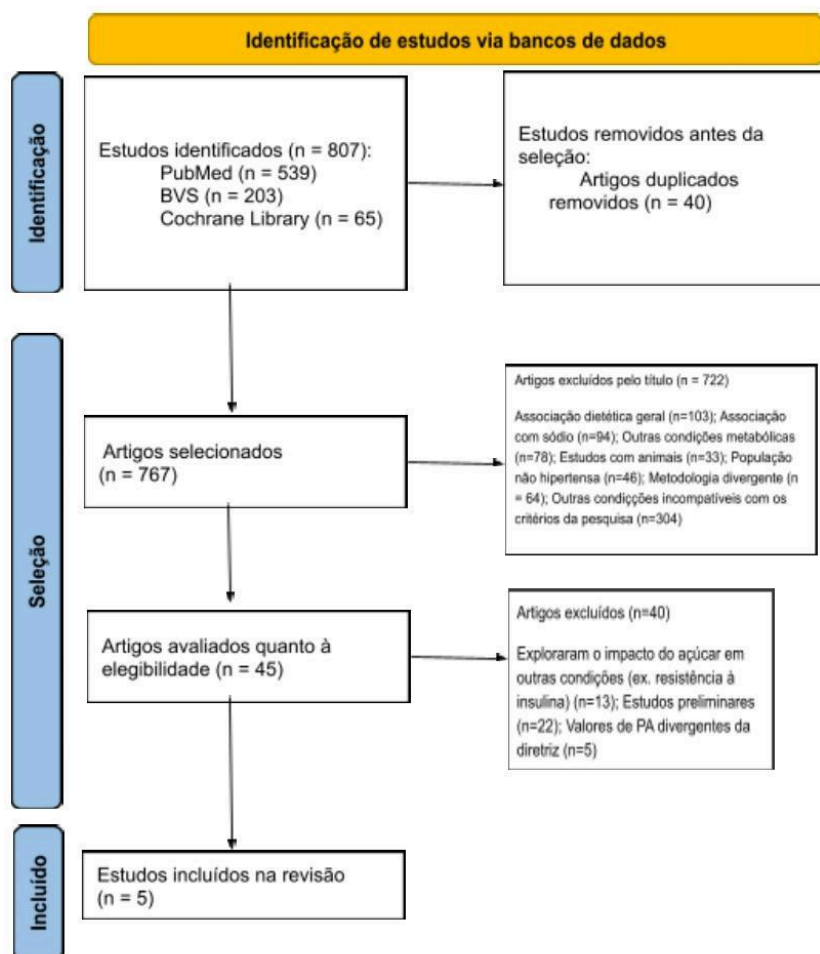 Identificação de estudos via bancos de dados
Identificação
Estudos identificados (n = 807):
PubMed (n = 539)
BVS (n = 203)
Cochrane Library (n = 65)
Estudos removidos antes da
seleção:
Artigos duplicados
removidos (n = 40)
Seleção
Artigos selecionados
(n = 767)
Artigos excluídos pelo título (n = 722)
Associação dietética geral (n=103); Associação
com sódio (n=94); Outras condições metabólicas
(n=78); Estudos com animais (n=33); População
não hipertensa (n=46); Metodologia divergente (n
= 64); Outras condicções incompatíveis com os
critérios da pesquisa (n=304)
Artigos avaliados quanto à
elegibilidade (n = 45)
Artigos excluídos (n=40)
Exploraram o impacto do açúcar em
outras condições (ex. resistência à
insulina) (n=13); Estudos preliminares
(n=22); Valores de PA divergentes da
diretriz (n=5)
Incluído
Estudos incluídos na revisão
(n = 5)